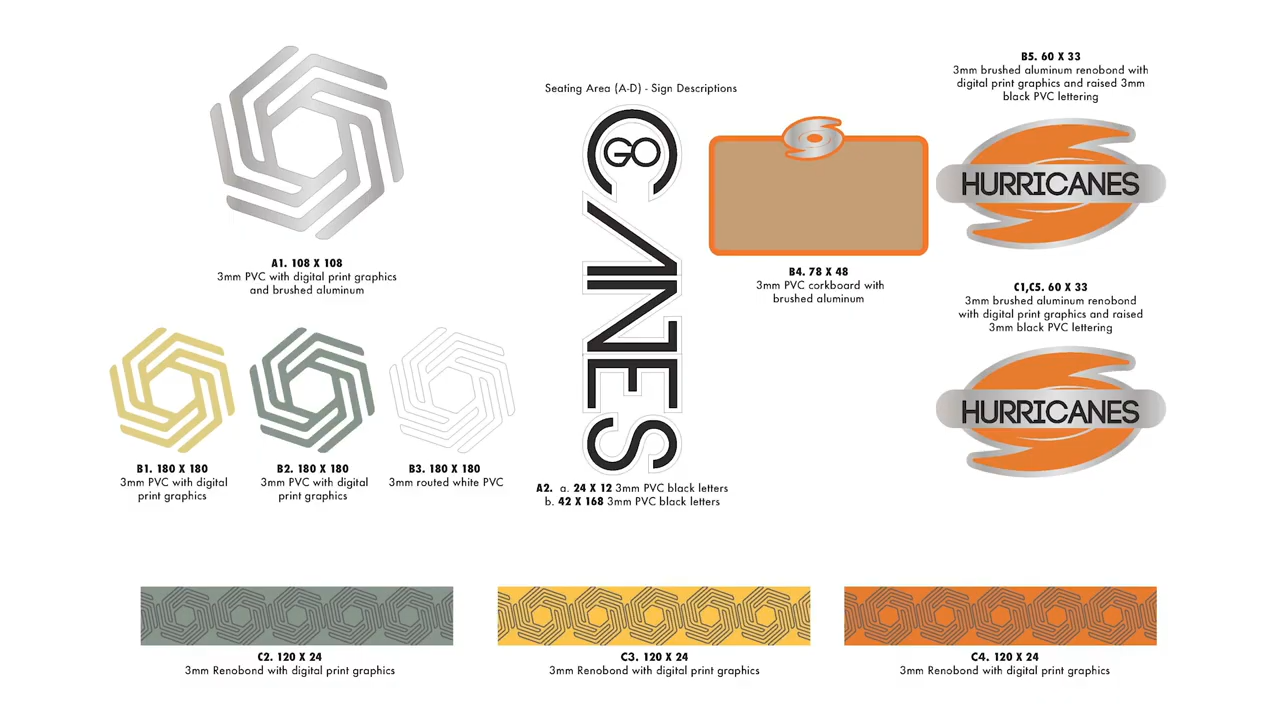 Seating Area (A-D) - Sign Descriptions
A1. 108 X 108
3mm PVC with digital print graphics
and brushed aluminum
GO
CANES
A2. a. 24 X 12 3mm PVC black letters
b. 42 X 168 3mm PVC black letters
B4. 78 X 48
3mm PVC corkboard with
brushed aluminum
B5. 60 X 33
3mm brushed aluminum renobond with
digital print graphics and raised 3mm
black PVC lettering
HURRICANES
C1,C5. 60 X 33
3mm brushed aluminum renobond
with digital print graphics and raised
3mm black PVC lettering
HURRICANES
B1. 180 X 180
3mm PVC with digital
print graphics
B2. 180 X 180
3mm PVC with digital
print graphics
B3. 180 X 180
3mm routed white PVC
C2. 120 X 24
3mm Renobond with digital print graphics
C3. 120 X 24
3mm Renobond with digital print graphics
C4. 120 X 24
3mm Renobond with digital print graphics